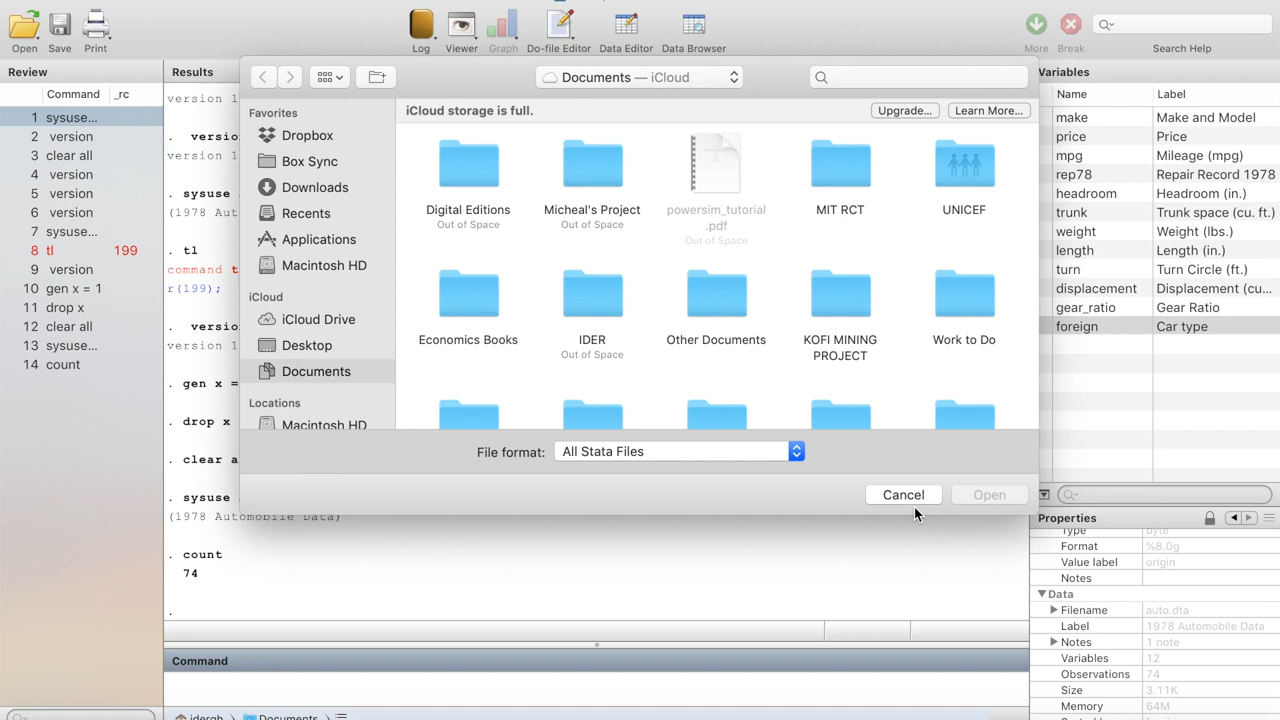 Open
Save
Print
Log
Viewer
Graph
Do-file Editor
Data Editor
Data Browser
More
Break
Search Help
Review
Command _rc
1 sysuse...
2 version
3 clear all
4 version
5 version
6 version
7 sysuse...
8 tl 199
9 version
10 gen x = 1
11 drop x
12 clear all
13 sysuse...
14 count
Results
version 1
. versio
version 1
. sysuse
(1978 Aut
. tl
command t
r(199);
. versio
version 1
. gen x =
. drop x
. clear a
. sysuse
(1978 Automobile Data)
. count
74
.
Command
Documents
Documents — iCloud
Favorites
Dropbox
Box Sync
Downloads
Recents
Applications
Macintosh HD
iCloud
iCloud Drive
Desktop
Documents
Locations
Macintosh HD
iCloud storage is full.
Upgrade...
Learn More...
Digital Editions
Out of Space
Micheal's Project
Out of Space
powersim_tutorial
.pdf
Out of Space
MIT RCT
UNICEF
Economics Books
IDER
Out of Space
Other Documents
KOFI MINING
PROJECT
Work to Do
File format: All Stata Files
Cancel
Open
Variables
Name Label
make Make and Model
price Price
mpg Mileage (mpg)
rep78 Repair Record 1978
headroom Headroom (in.)
trunk Trunk space (cu. ft.)
weight Weight (lbs.)
length Length (in.)
turn Turn Circle (ft.)
displacement Displacement (cu...
gear_ratio Gear Ratio
foreign Car type
Properties
Type byte
Format %8.0g
Value label origin
Notes
Data
Filename auto.dta
Label 1978 Automobile Data
Notes 1 note
Variables 12
Observations 74
Size 3.11K
Memory 64M